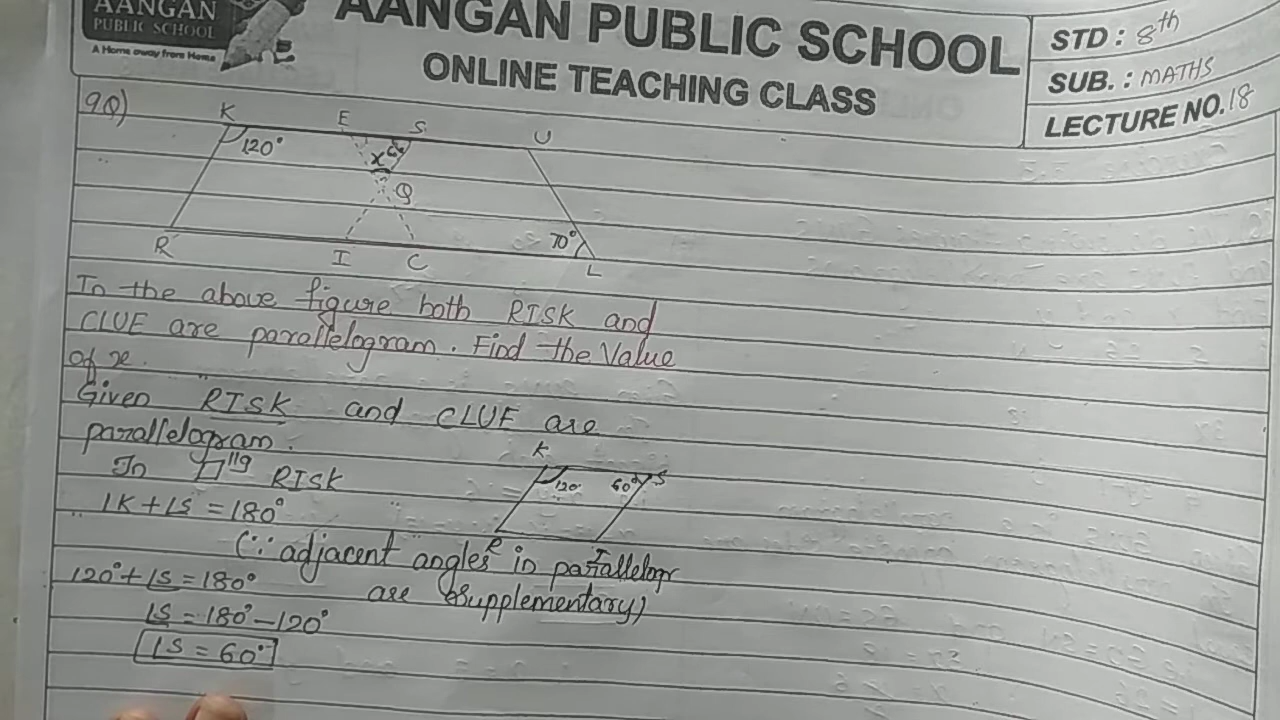 AANGAN
PUBLIC SCHOOL
A Home away from Home
AANGAN PUBLIC SCHOOL
ONLINE TEACHING CLASS
STD : 8th
SUB. : MATHS
LECTURE NO. 18
9Q)
K E S U
120°
x
Q
70°
R I C L
In the above figure both RISK and
CLUE are parallelogram. Find the Value
of x.
Given RISK and CLUE are
parallelogram.
In RISK
K S
120° 60°
R I
∠K + ∠S = 180°
(∵ adjacent angles in parallelogr
are Supplementary)
120° + ∠S = 180°
∠S = 180° - 120°
∠S = 60°